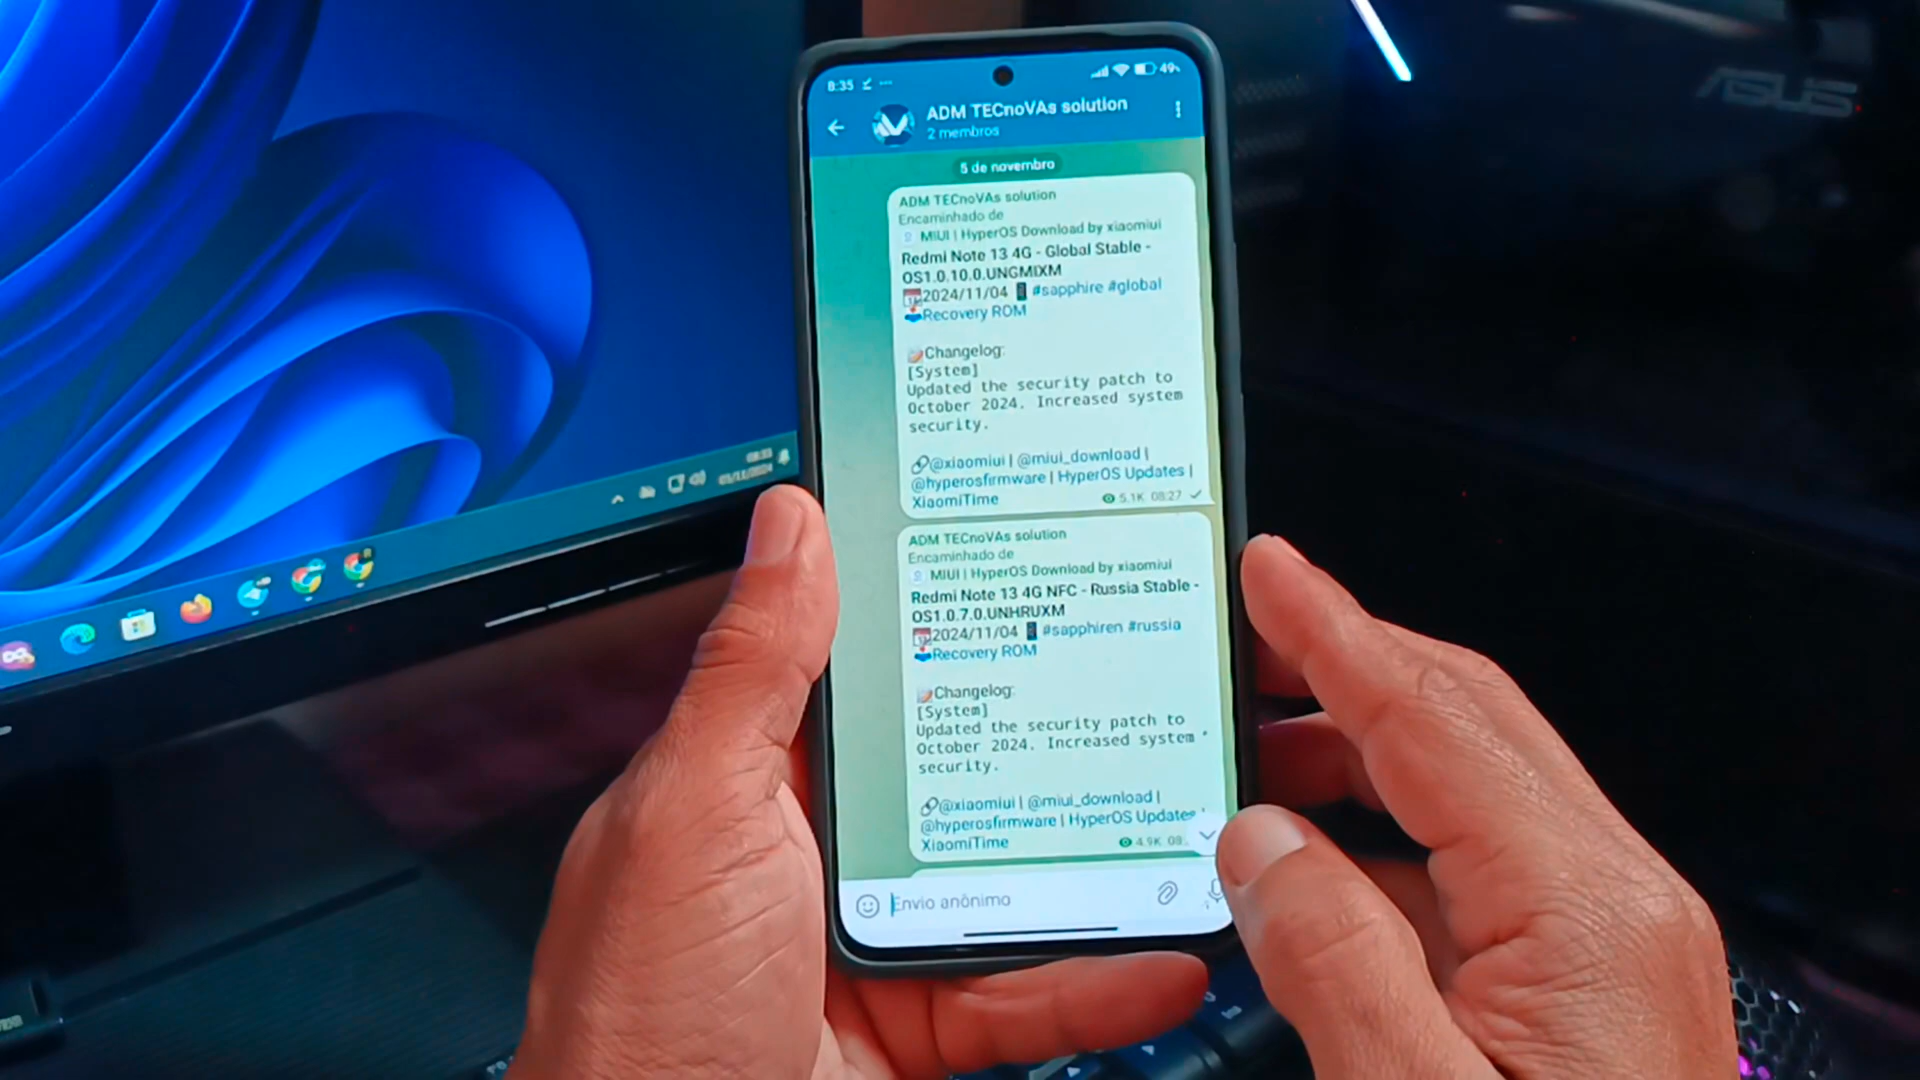 8:35
49%
ADM TECnoVAs solution
2 membros
5 de novembro
ADM TECnoVAs solution
Encaminhado de
MIUI | HyperOS Download by xiaomiui
Redmi Note 13 4G - Global Stable -
OS1.0.10.0.UNGMIXM
2024/11/04 #sapphire #global
Recovery ROM
Changelog:
[System]
Updated the security patch to
October 2024. Increased system
security.
@xiaomiui | @miui_download |
@hyperosfirmware | HyperOS Updates |
XiaomiTime
5.1K 08:27
ADM TECnoVAs solution
Encaminhado de
MIUI | HyperOS Download by xiaomiui
Redmi Note 13 4G NFC - Russia Stable -
OS1.0.7.0.UNHRUXM
2024/11/04 #sapphiren #russia
Recovery ROM
Changelog:
[System]
Updated the security patch to
October 2024. Increased system
security.
@xiaomiui | @miui_download |
@hyperosfirmware | HyperOS Updates
XiaomiTime
4.9K 08
Envio anônimo
ASUS